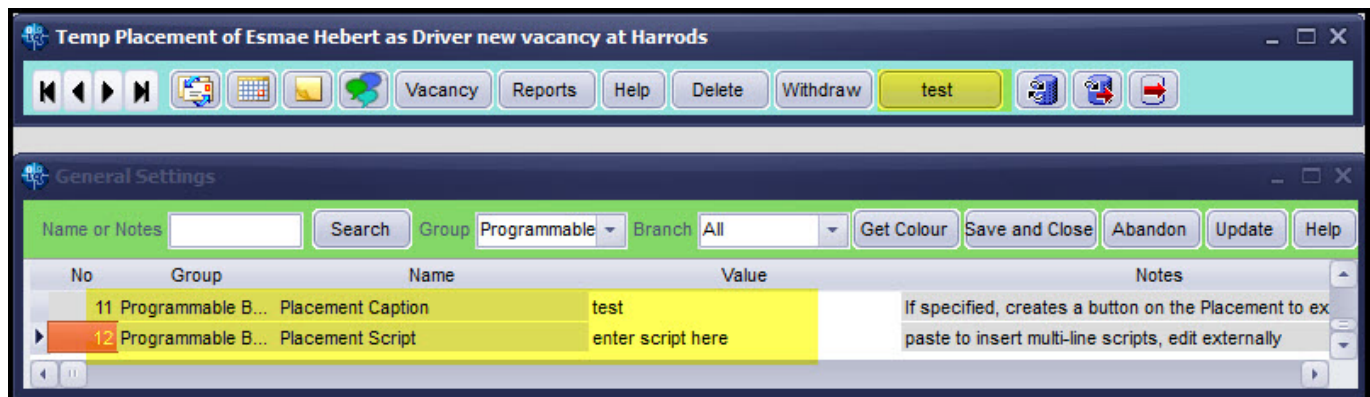 Temp Placement of Esmae Hebert as Driver new vacancy at Harrods
Vacancy Reports Help Delete Withdraw test
General Settings
Name or Notes Search Group Programmable Branch All Get Colour Save and Close Abandon Update Help
No Group Name Value Notes
11 Programmable B... Placement Caption test If specified, creates a button on the Placement to ex
12 Programmable B... Placement Script enter script here paste to insert multi-line scripts, edit externally